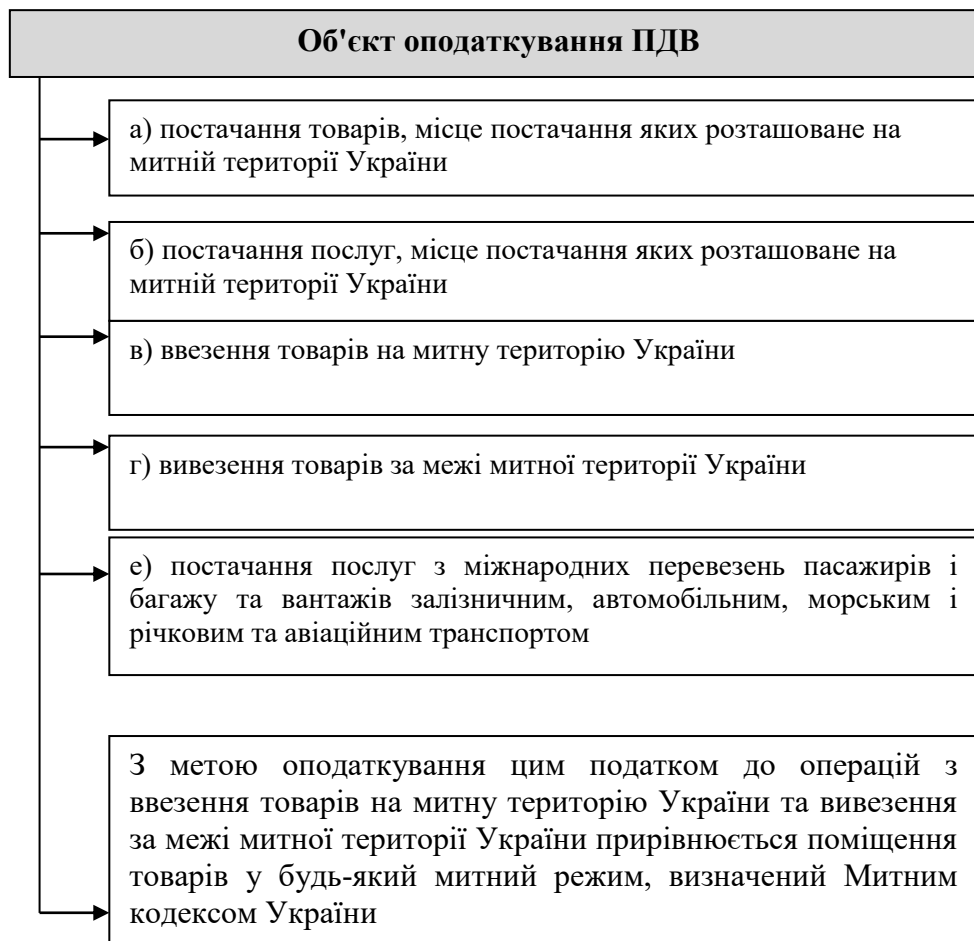 Об'єкт оподаткування ПДВ
а) постачання товарів, місце постачання яких розташоване на
митній території України
б) постачання послуг, місце постачання яких розташоване на
митній території України
в) ввезення товарів на митну територію України
г) вивезення товарів за межі митної території України
е) постачання послуг з міжнародних перевезень пасажирів і
багажу та вантажів залізничним, автомобільним, морським і
річковим та авіаційним транспортом
З метою оподаткування цим податком до операцій з
ввезення товарів на митну територію України та вивезення
за межі митної території України прирівнюється поміщення
товарів у будь-який митний режим, визначений Митним
кодексом України